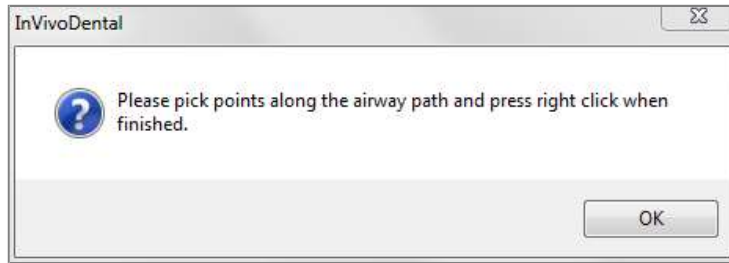 InVivoDental
Please pick points along the airway path and press right click when
finished.
OK